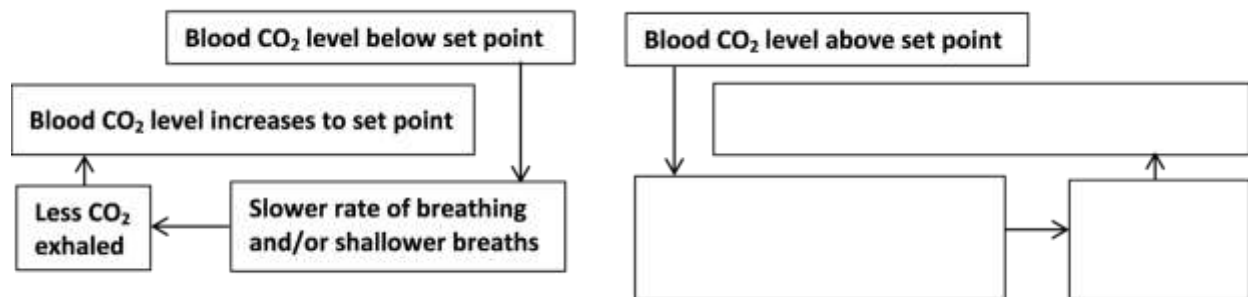 Blood CO₂ level below set point
Blood CO₂ level increases to set point
Less CO₂
exhaled
Slower rate of breathing
and/or shallower breaths
Blood CO₂ level above set point